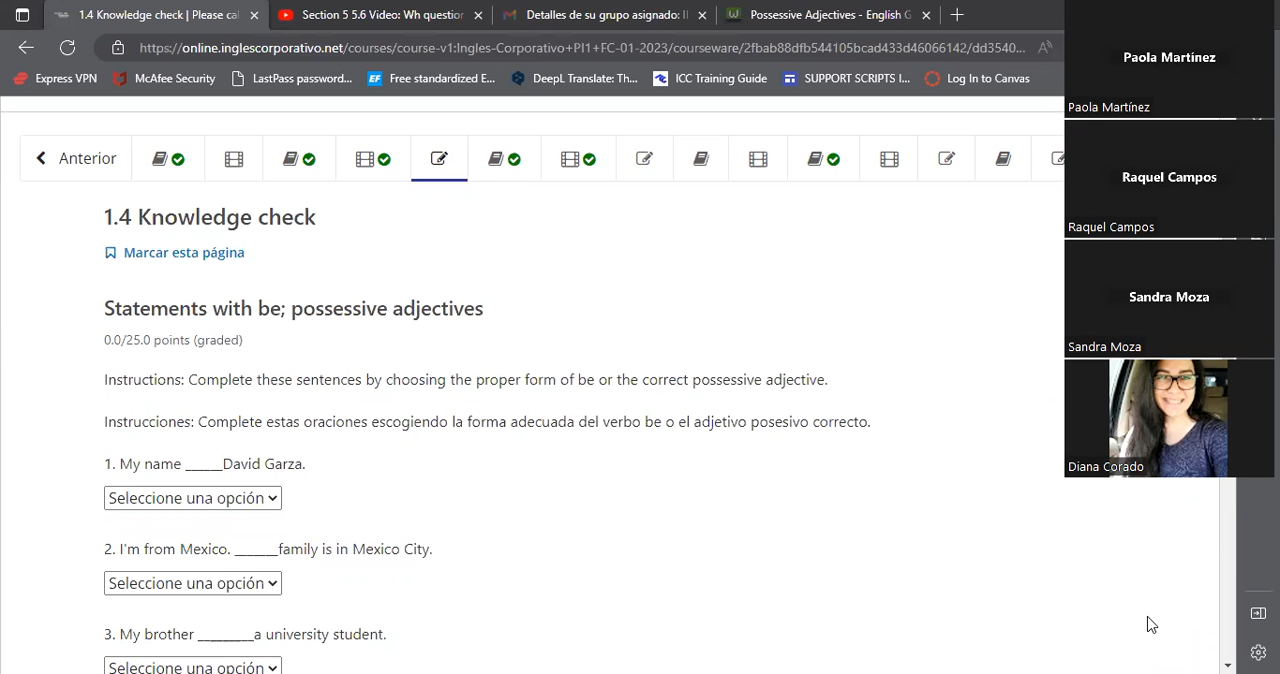 1.4 Knowledge check | Please cal
Section 5 5.6 Video: Wh question
Detalles de su grupo asignado: II
Possessive Adjectives - English G
https://online.inglescorporativo.net/courses/course-v1:Ingles-Corporativo+PI1+FC-01-2023/courseware/2fbab88dfb544105bcad433d46066142/dd3540...
Express VPN
McAfee Security
LastPass password...
Free standardized E...
DeepL Translate: Th...
ICC Training Guide
SUPPORT SCRIPTS I...
Log In to Canvas
Anterior
1.4 Knowledge check
Marcar esta página
Statements with be; possessive adjectives
0.0/25.0 points (graded)
Instructions: Complete these sentences by choosing the proper form of be or the correct possessive adjective.
Instrucciones: Complete estas oraciones escogiendo la forma adecuada del verbo be o el adjetivo posesivo correcto.
1. My name ______David Garza.
Seleccione una opción
2. I'm from Mexico. _______family is in Mexico City.
Seleccione una opción
3. My brother _________a university student.
Seleccione una opción
Paola Martínez
Paola Martínez
Raquel Campos
Raquel Campos
Sandra Moza
Sandra Moza
Diana Corado